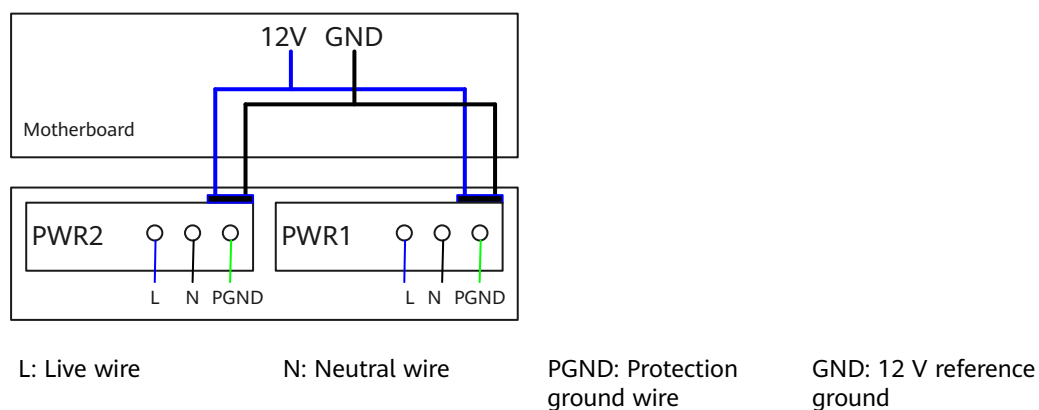 12V GND
Motherboard
PWR2
PWR1
L N PGND
L N PGND
L: Live wire
N: Neutral wire
PGND: Protection
ground wire
GND: 12 V reference
ground